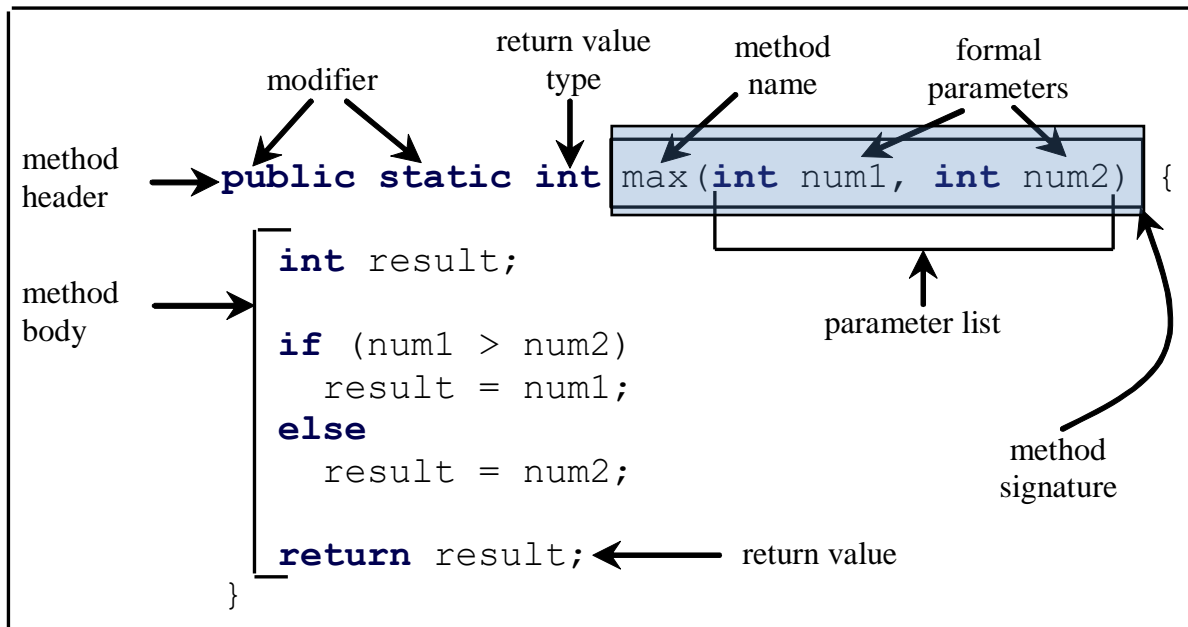 return value
type
method
name
formal
parameters
modifier
method
header
public static int max(int num1, int num2) {
int result;
method
body
parameter list
if (num1 > num2)
result = num1;
else
result = num2;
method
signature
return result;
return value
}